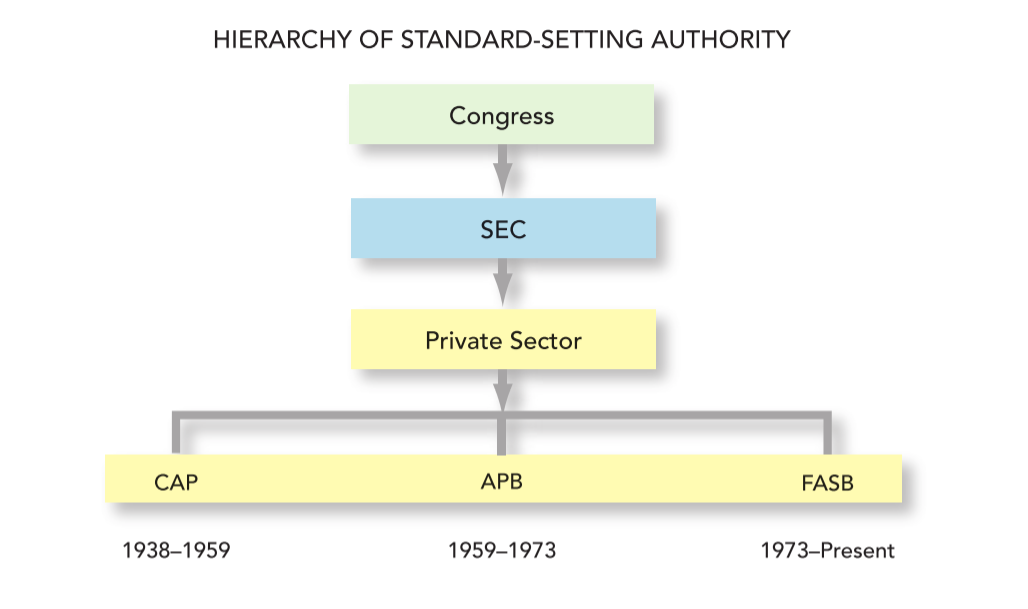 HIERARCHY OF STANDARD-SETTING AUTHORITY
Congress
SEC
Private Sector
CAP APB FASB
1938–1959 1959–1973 1973–Present